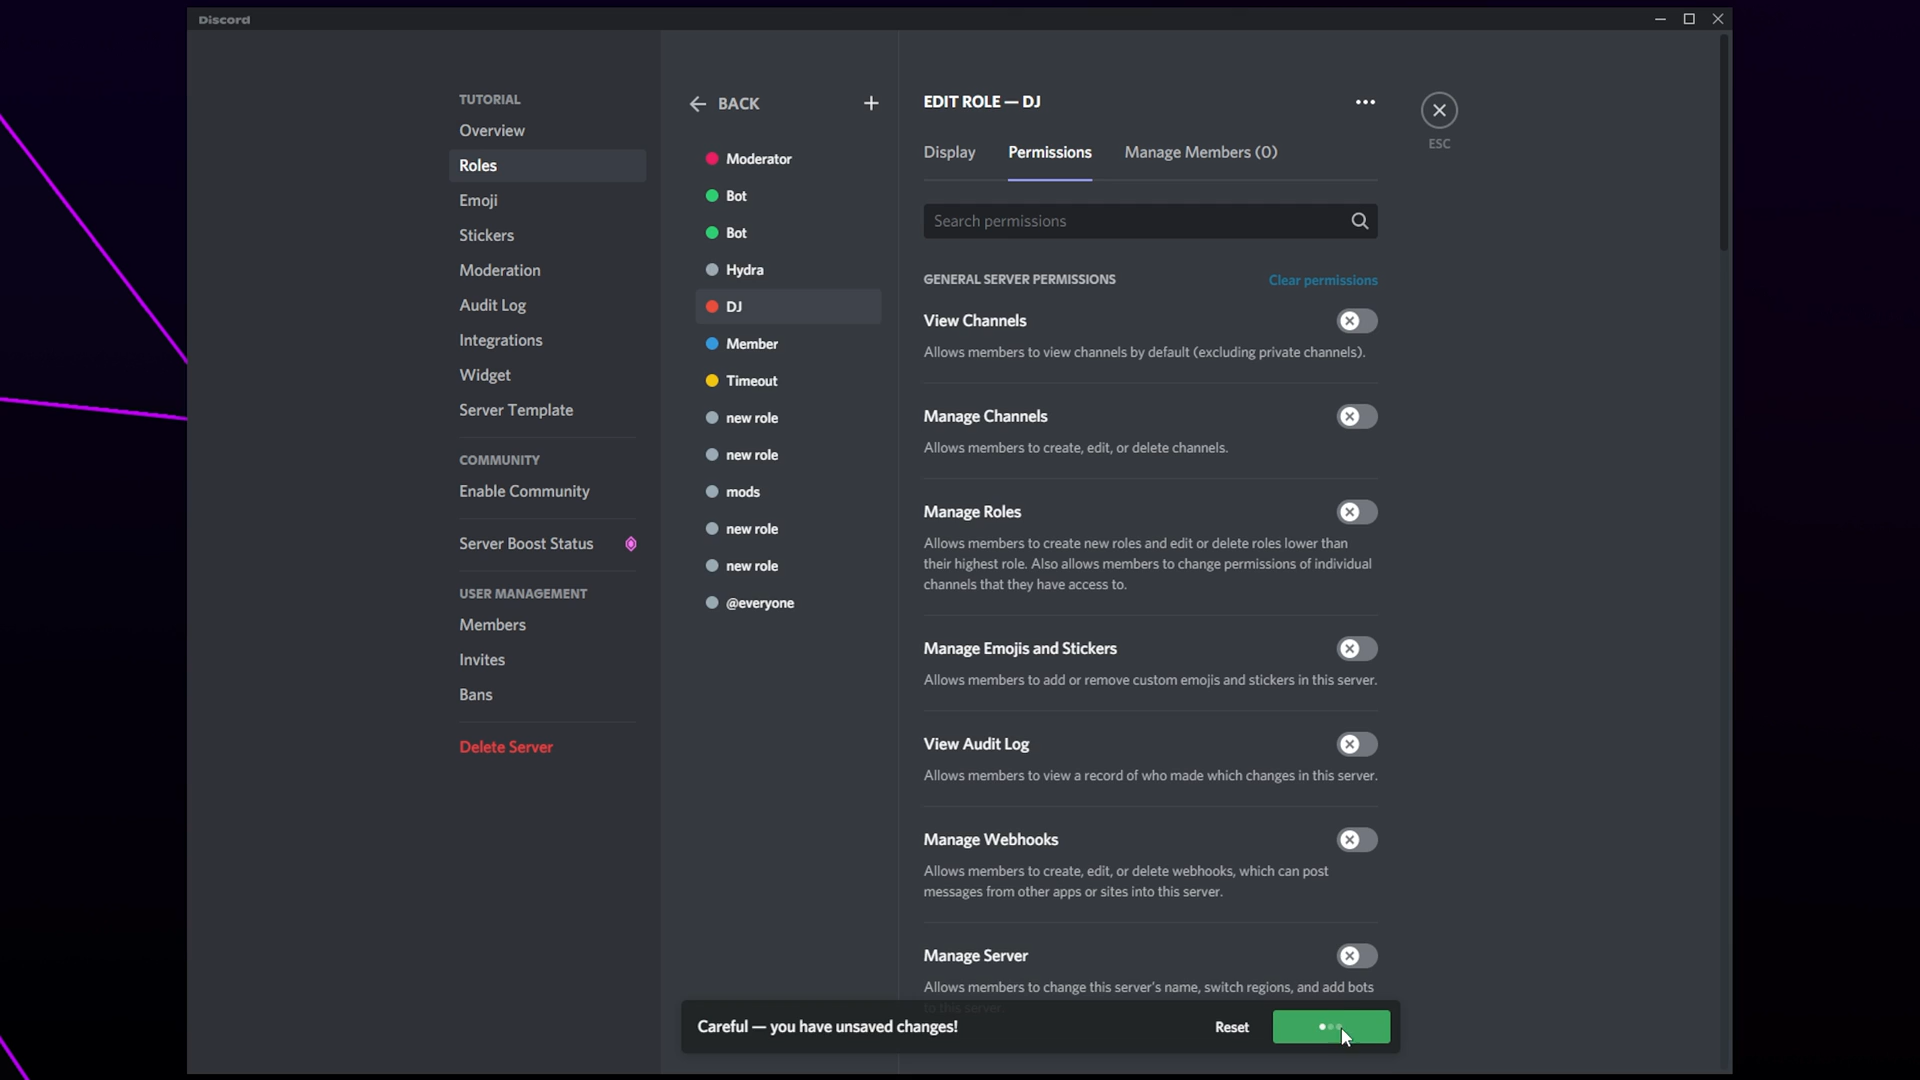 Discord
TUTORIAL
Overview
Roles
Emoji
Stickers
Moderation
Audit Log
Integrations
Widget
Server Template
COMMUNITY
Enable Community
Server Boost Status
USER MANAGEMENT
Members
Invites
Bans
Delete Server
BACK
Moderator
Bot
Bot
Hydra
DJ
Member
Timeout
new role
new role
mods
new role
new role
@everyone
EDIT ROLE — DJ
ESC
Display Permissions Manage Members (0)
Search permissions
GENERAL SERVER PERMISSIONS Clear permissions
View Channels
Allows members to view channels by default (excluding private channels).
Manage Channels
Allows members to create, edit, or delete channels.
Manage Roles
Allows members to create new roles and edit or delete roles lower than
their highest role. Also allows members to change permissions of individual
channels that they have access to.
Manage Emojis and Stickers
Allows members to add or remove custom emojis and stickers in this server.
View Audit Log
Allows members to view a record of who made which changes in this server.
Manage Webhooks
Allows members to create, edit, or delete webhooks, which can post
messages from other apps or sites into this server.
Manage Server
Allows members to change this server's name, switch regions, and add bots
to this server.
Careful — you have unsaved changes! Reset